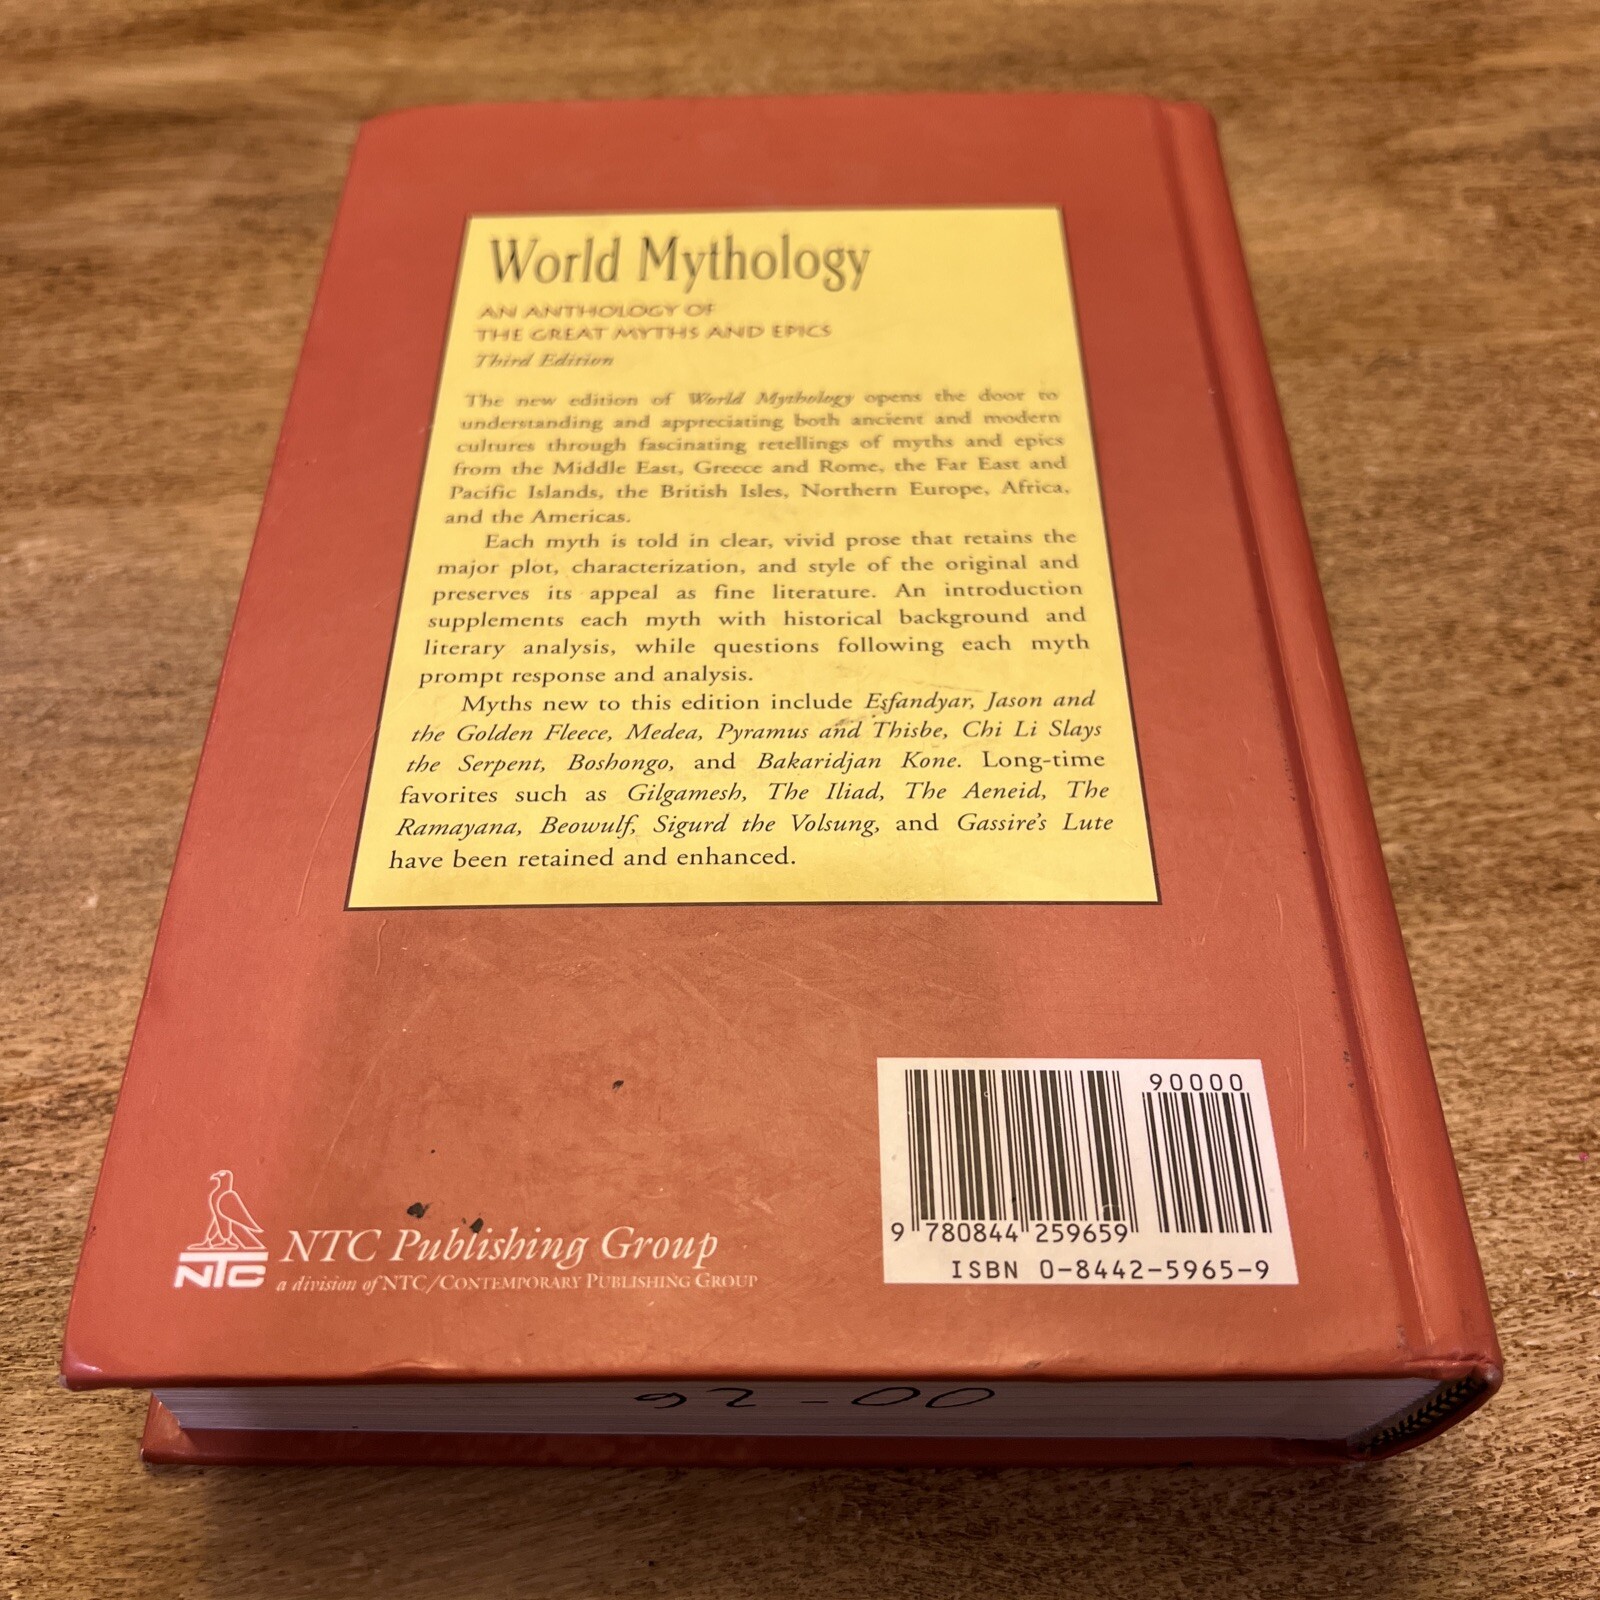 World Mythology
AN ANTHOLOGY OF
THE GREAT MYTHS AND EPICS
Third Edition
The new edition of World Mythology opens the door to
understanding and appreciating both ancient and modern
cultures through fascinating retellings of myths and epics
from the Middle East, Greece and Rome, the Far East and
Pacific Islands, the British Isles, Northern Europe, Africa,
and the Americas.
Each myth is told in clear, vivid prose that retains the
major plot, characterization, and style of the original and
preserves its appeal as fine literature. An introduction
supplements each myth with historical background and
literary analysis, while questions following each myth
prompt response and analysis.
Myths new to this edition include Esfandyar, Jason and
the Golden Fleece, Medea, Pyramus and Thisbe, Chi Li Slays
the Serpent, Boshongo, and Bakaridjan Kone. Long-time
favorites such as Gilgamesh, The Iliad, The Aeneid, The
Ramayana, Beowulf, Sigurd the Volsung, and Gassire's Lute
have been retained and enhanced.
90000
9 780844 259659
ISBN 0-8442-5965-9
NTC
NTC Publishing Group
a division of NTC/CONTEMPORARY PUBLISHING GROUP